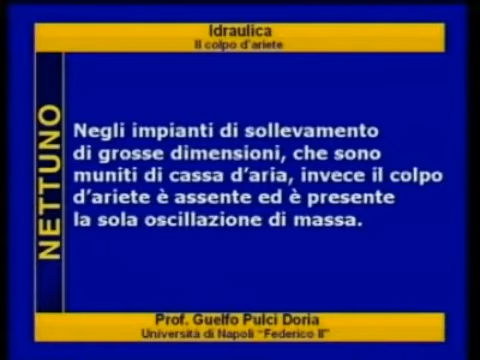 Idraulica
Il colpo d'ariete
NETTUNO
Negli impianti di sollevamento
di grosse dimensioni, che sono
muniti di cassa d'aria, invece il colpo
d'ariete è assente ed è presente
la sola oscillazione di massa.
Prof. Guelfo Pulci Doria
Università di Napoli "Federico II"